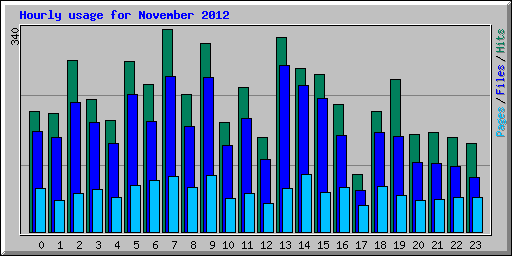 Hourly usage for November 2012
340
Pages / Files / Hits
0 1 2 3 4 5 6 7 8 9 10 11 12 13 14 15 16 17 18 19 20 21 22 23